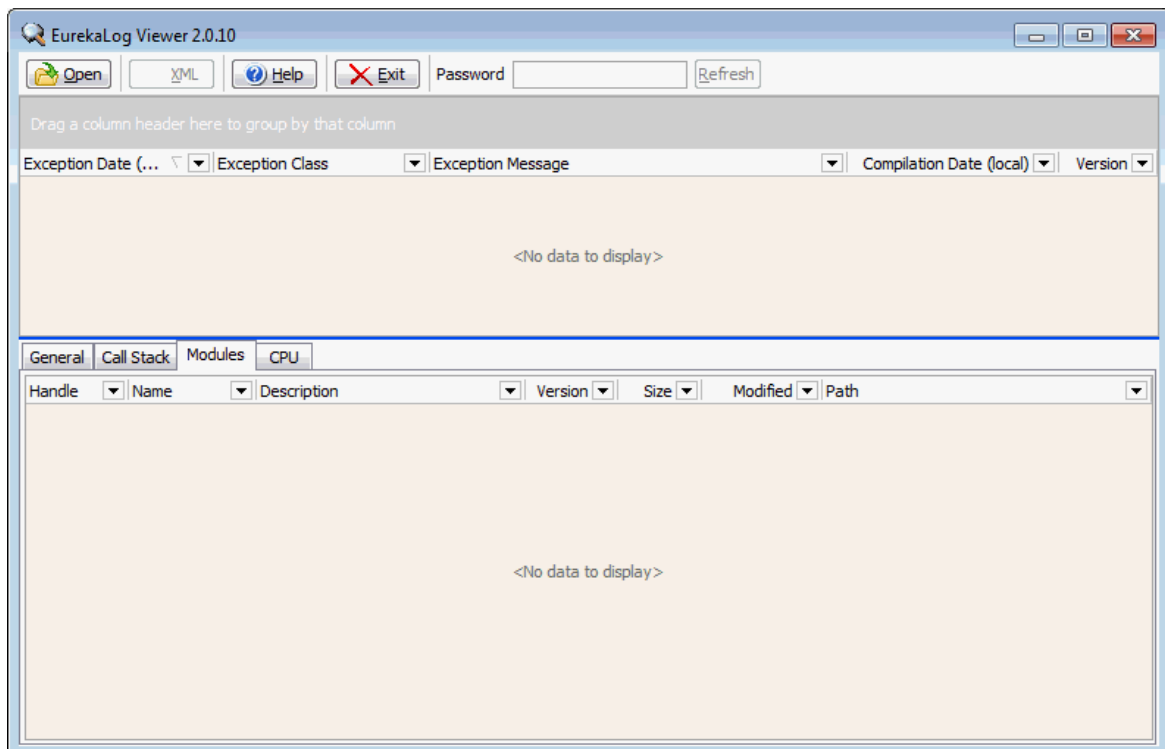 EurekaLog Viewer 2.0.10
Open XML Help Exit Password Refresh
Drag a column header here to group by that column
Exception Date (... Exception Class Exception Message Compilation Date (local) Version
<No data to display>
General Call Stack Modules CPU
Handle Name Description Version Size Modified Path
<No data to display>